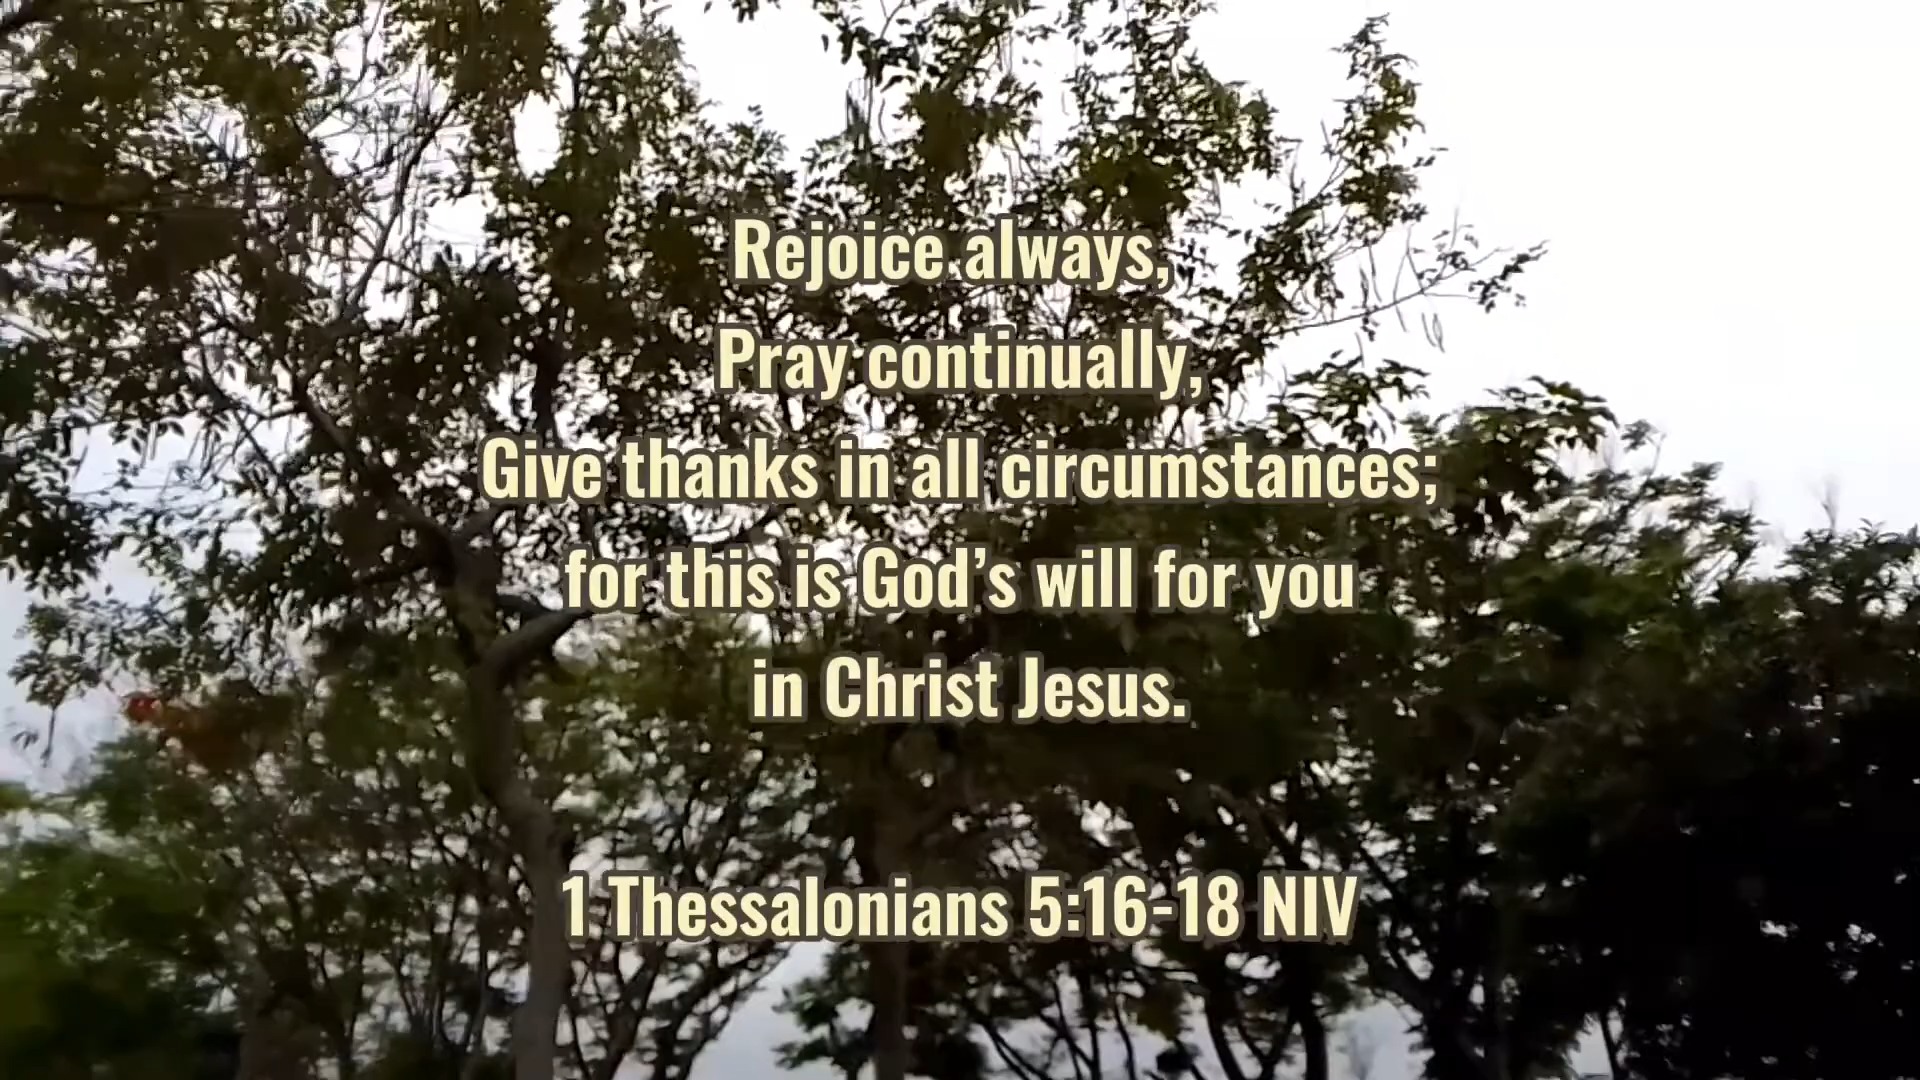 Rejoice always,
Pray continually,
Give thanks in all circumstances;
for this is God’s will for you
in Christ Jesus.
1 Thessalonians 5:16-18 NIV